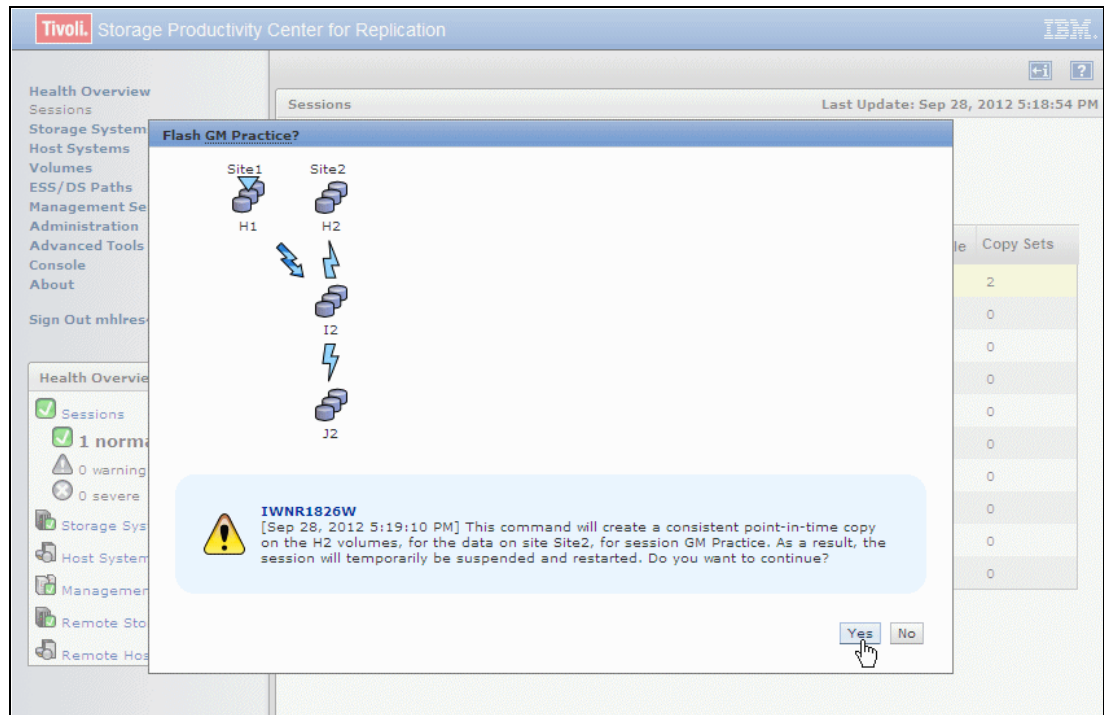 Tivoli. Storage Productivity Center for Replication
IBM.
Health Overview
Sessions
Storage System
Host Systems
Volumes
ESS/DS Paths
Management Se
Administration
Advanced Tools
Console
About
Sign Out mhlres
Health Overvie
Sessions
1 norma
0 warning
0 severe
Storage Sys
Host System
Managemen
Remote Sto
Remote Hos
?
Sessions
Last Update: Sep 28, 2012 5:18:54 PM
le
Copy Sets
2
0
0
0
0
0
0
0
0
0
Flash GM Practice?
Site1 Site2
H1 H2
I2
J2
IWNR1826W
[Sep 28, 2012 5:19:10 PM] This command will create a consistent point-in-time copy
on the H2 volumes, for the data on site Site2, for session GM Practice. As a result, the
session will temporarily be suspended and restarted. Do you want to continue?
Yes No